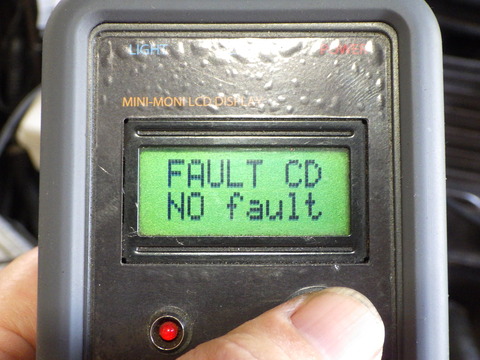 LIGHT
MINI-MONI LCD DISPLAY
FAULT CD
NO fault